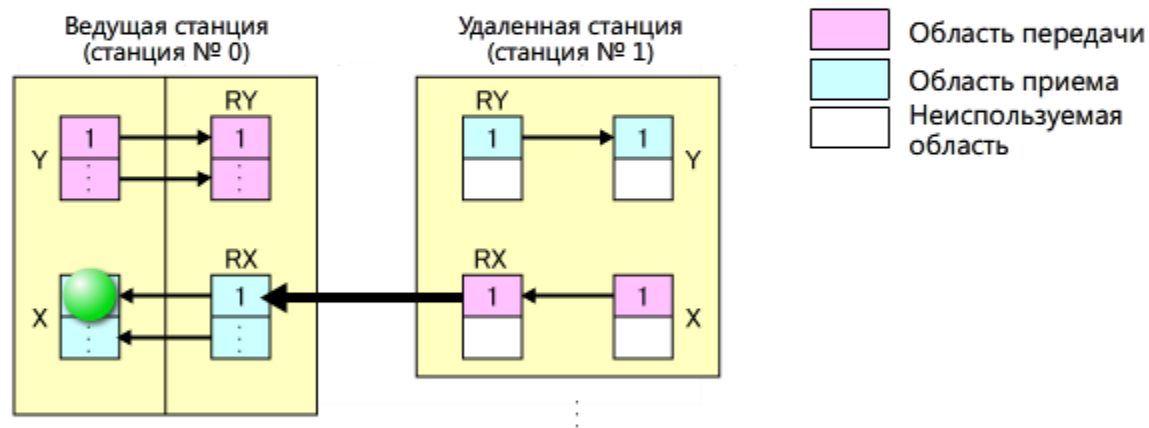 Ведущая станция
(станция № 0)
Удаленная станция
(станция № 1)
Область передачи
Область приема
Неиспользуемая
область
RY
RY
Y
1
1
1
1
Y
⋮
⋮
RX
RX
1
1
1
X
X
⋮
⋮
⋮